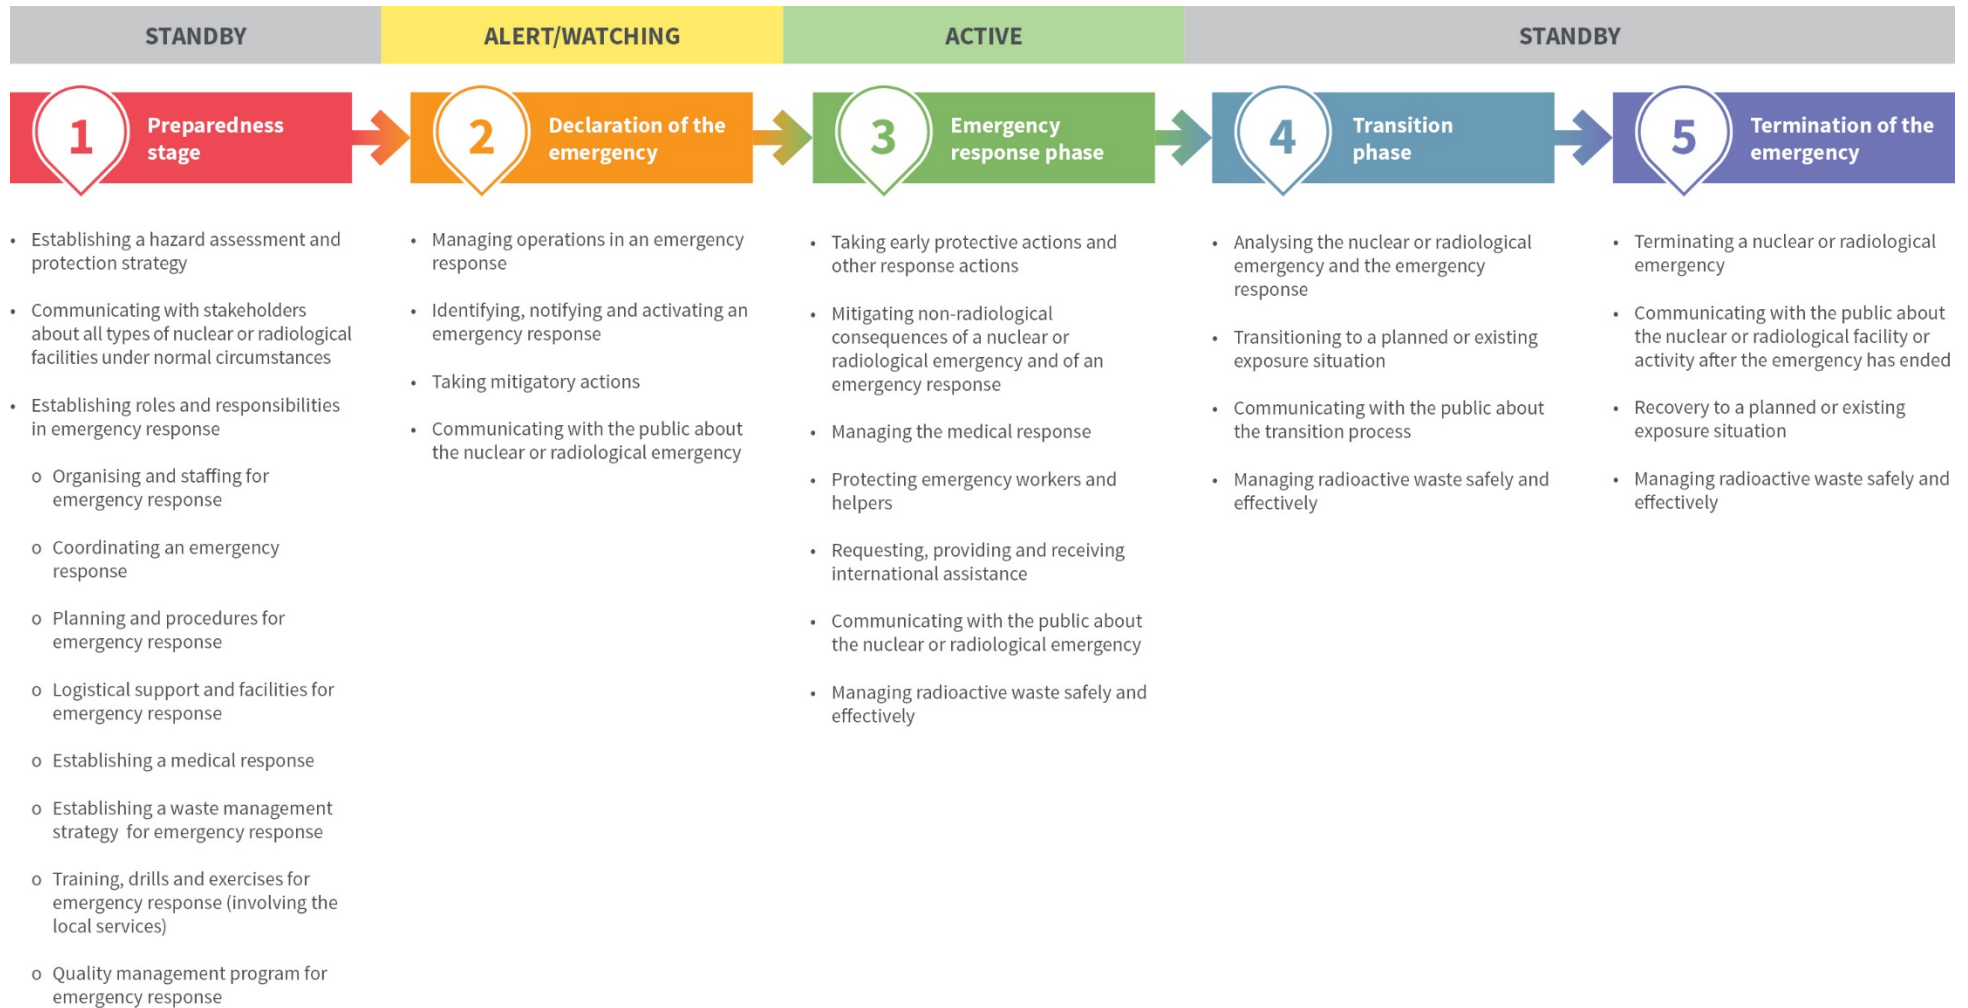 STANDBY
ALERT/WATCHING
ACTIVE
STANDBY
1
Preparedness
stage
2
Declaration of the
emergency
3
Emergency
response phase
4
Transition
phase
5
Termination of the
emergency
• Establishing a hazard assessment and
protection strategy
• Communicating with stakeholders
about all types of nuclear or radiological
facilities under normal circumstances
• Establishing roles and responsibilities
in emergency response
o Organising and staffing for
emergency response
o Coordinating an emergency
response
o Planning and procedures for
emergency response
o Logistical support and facilities for
emergency response
o Establishing a medical response
o Establishing a waste management
strategy for emergency response
o Training, drills and exercises for
emergency response (involving the
local services)
o Quality management program for
emergency response
• Managing operations in an emergency
response
• Identifying, notifying and activating an
emergency response
• Taking mitigatory actions
• Communicating with the public about
the nuclear or radiological emergency
• Taking early protective actions and
other response actions
• Mitigating non-radiological
consequences of a nuclear or
radiological emergency and of an
emergency response
• Managing the medical response
• Protecting emergency workers and
helpers
• Requesting, providing and receiving
international assistance
• Communicating with the public about
the nuclear or radiological emergency
• Managing radioactive waste safely and
effectively
• Analysing the nuclear or radiological
emergency and the emergency
response
• Transitioning to a planned or existing
exposure situation
• Communicating with the public about
the transition process
• Managing radioactive waste safely and
effectively
• Terminating a nuclear or radiological
emergency
• Communicating with the public about
the nuclear or radiological facility or
activity after the emergency has ended
• Recovery to a planned or existing
exposure situation
• Managing radioactive waste safely and
effectively